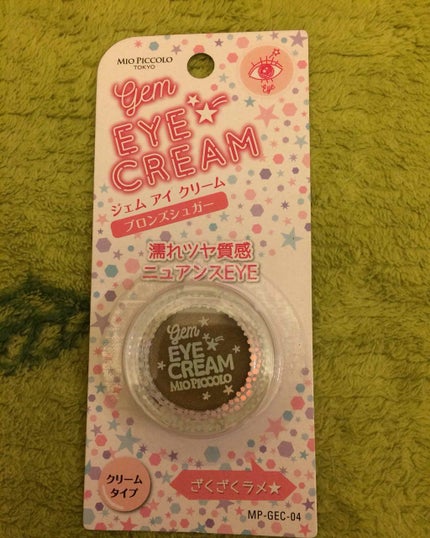 MIO PICCOLO
TOKYO
gem
EYE
CREAM
Eye
ジェム アイ クリーム
ブロンズシュガー
濡れツヤ質感
ニュアンスEYE
gem
EYE
CREAM
MIO PICCOLO
クリーム
タイプ
ざくざくラメ★
MP-GEC-04